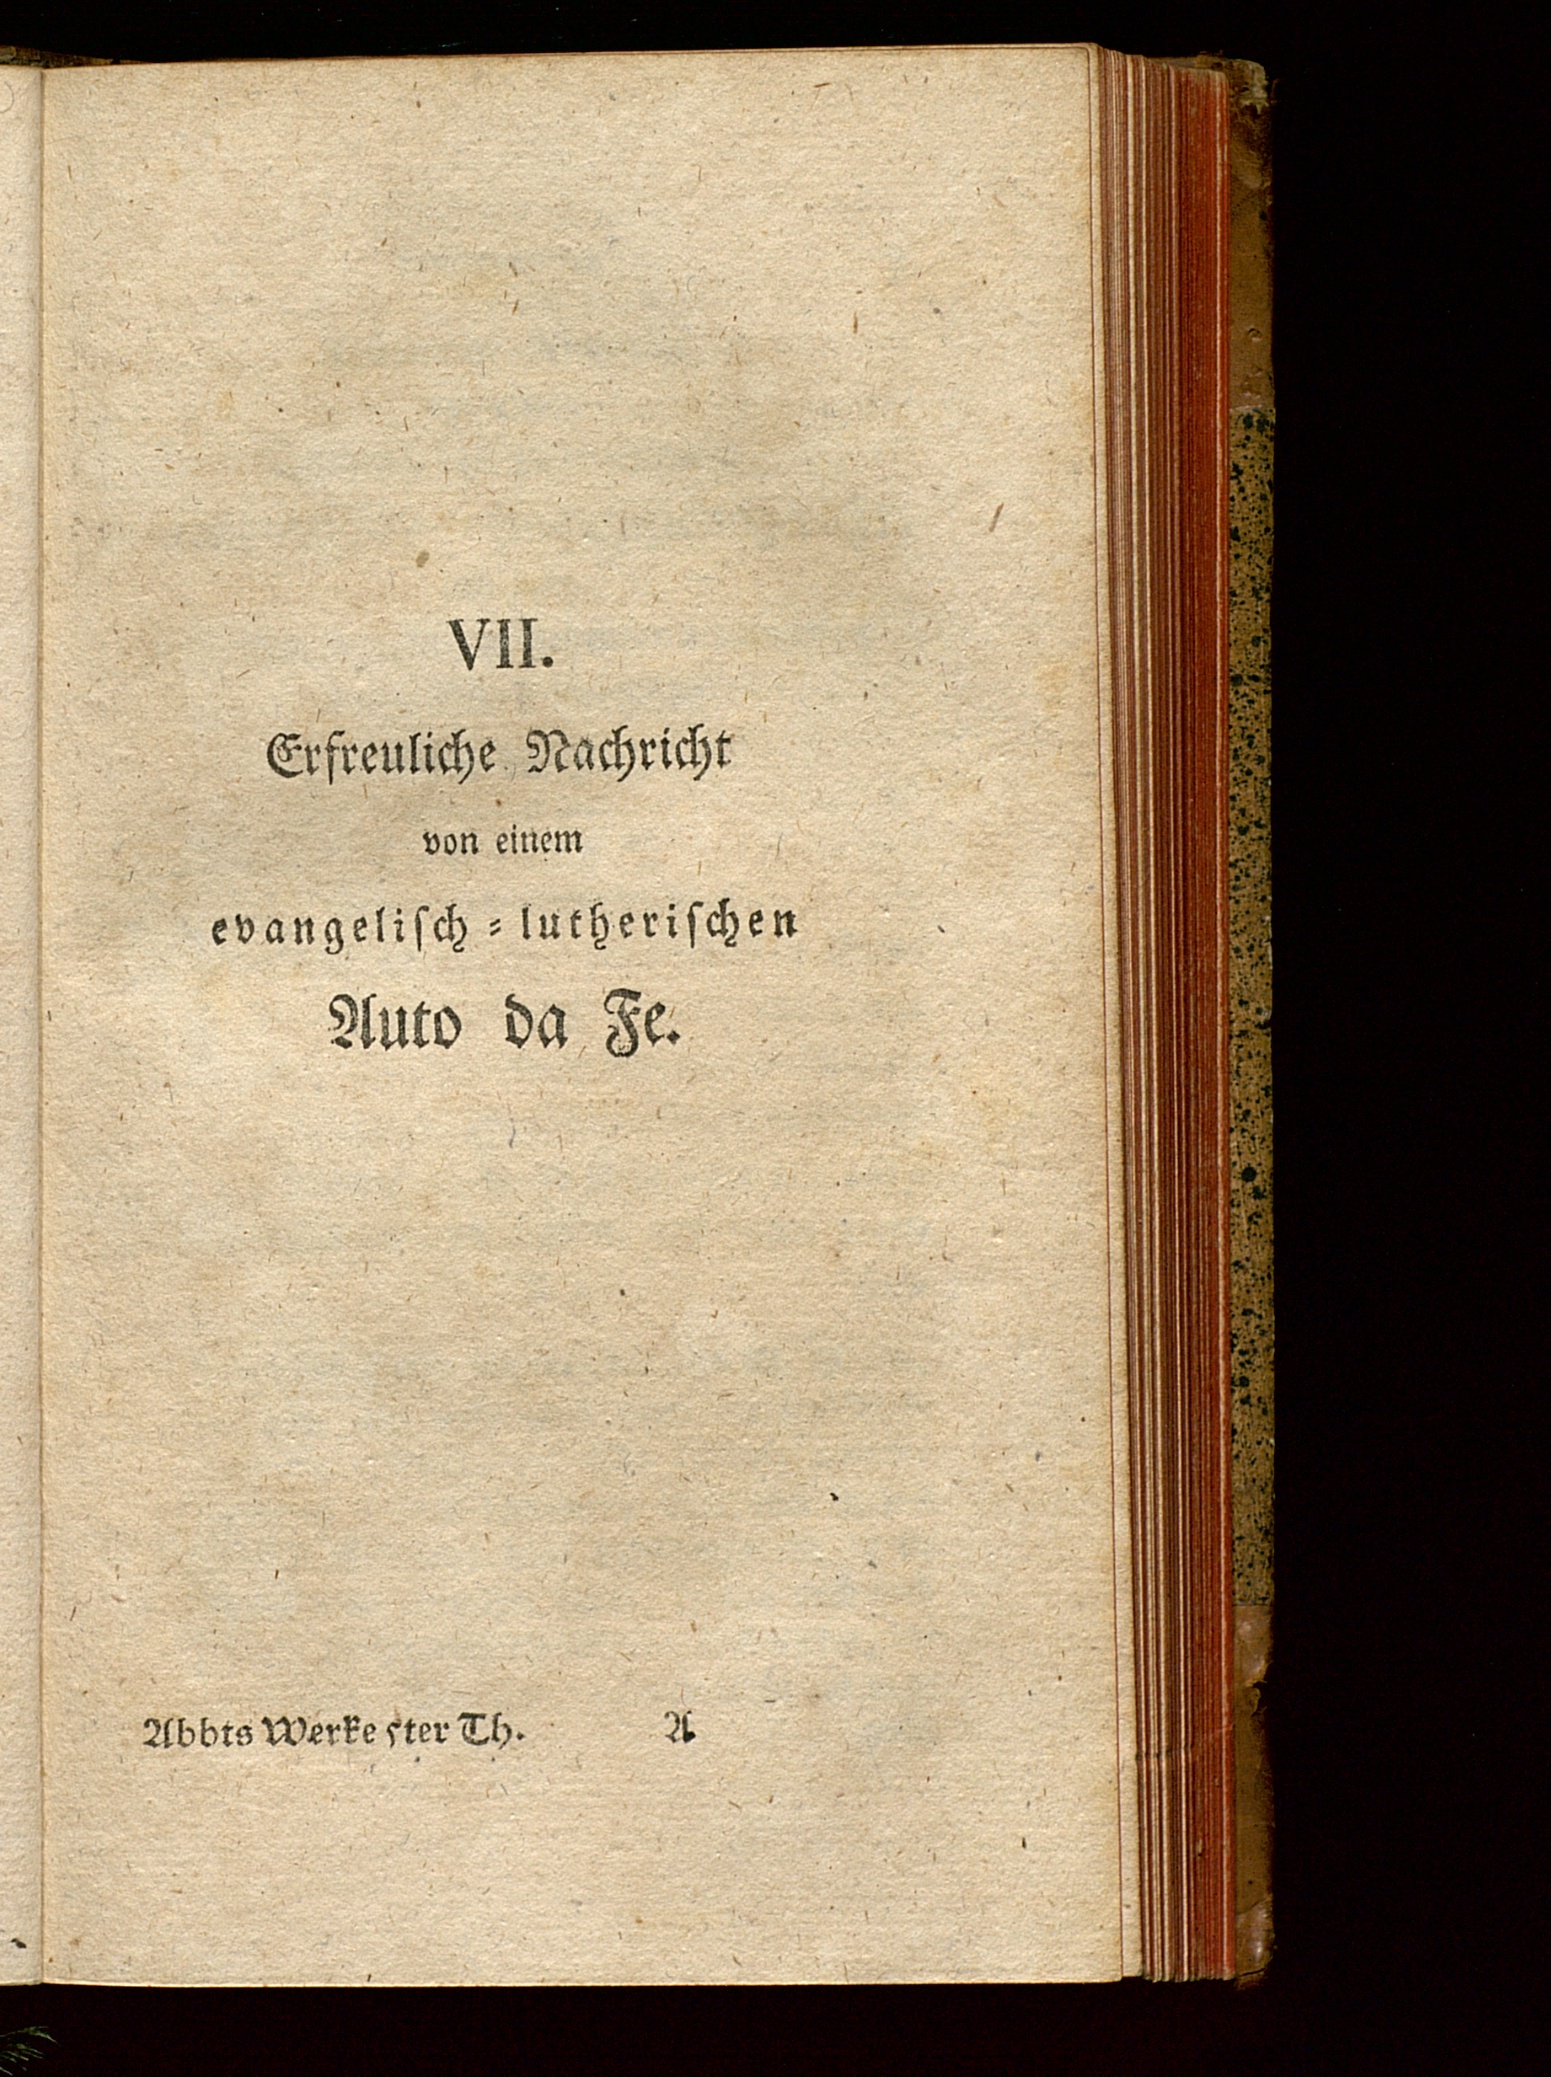 VII.
Erfreuliche Nachricht
von einem
evangeliſch-lutheriſchen
Auto da Fe.
Abbts Werke 5ter Th. A